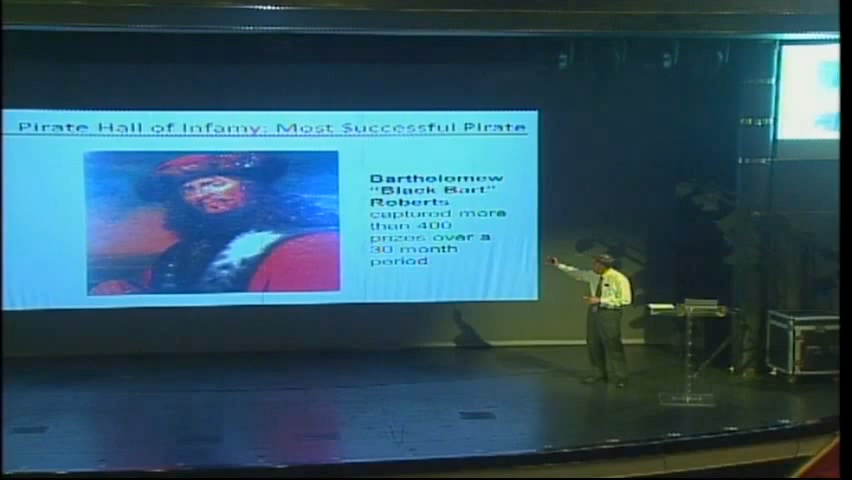 Pirate Hall of Infamy: Most Successful Pirate
Bartholomew
"Black Bart"
Roberts
captured more
than 400
prizes over a
30 month
period